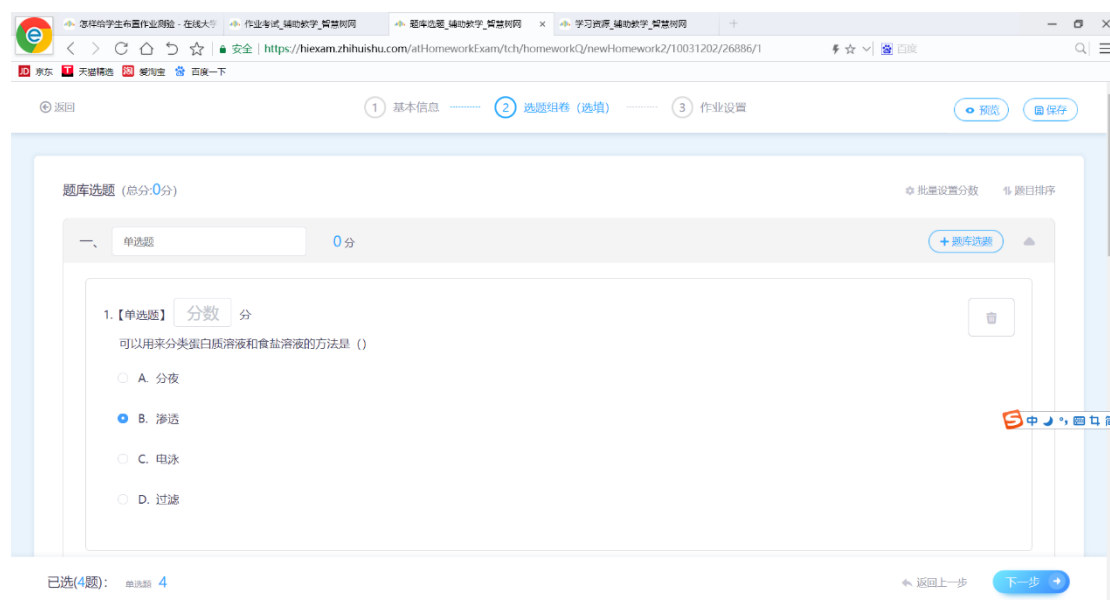 怎样给学生布置作业测验 - 在线大学 作业考试_辅助教学_智慧树网 题库选题_辅助教学_智慧树网 × 学习资源_辅助教学_智慧树网 +
安全 | https://hiexam.zhihuishu.com/atHomeworkExam/tch/homeworkQ/newHomework2/10031202/26886/1 百度
JD 京东 T 天猫精选 淘 爱淘宝 百度一下
返回 1 基本信息 2 选题组卷（选填） 3 作业设置 预览 保存
题库选题 (总分:0分) 批量设置分数 题目排序
一、 单选题 0分 + 题库选题
1.【单选题】 分数 分
可以用来分类蛋白质溶液和食盐溶液的方法是（）
A. 分夜
B. 渗透
C. 电泳
D. 过滤
S 中 简
已选(4题): 单选题 4 返回上一步 下一步